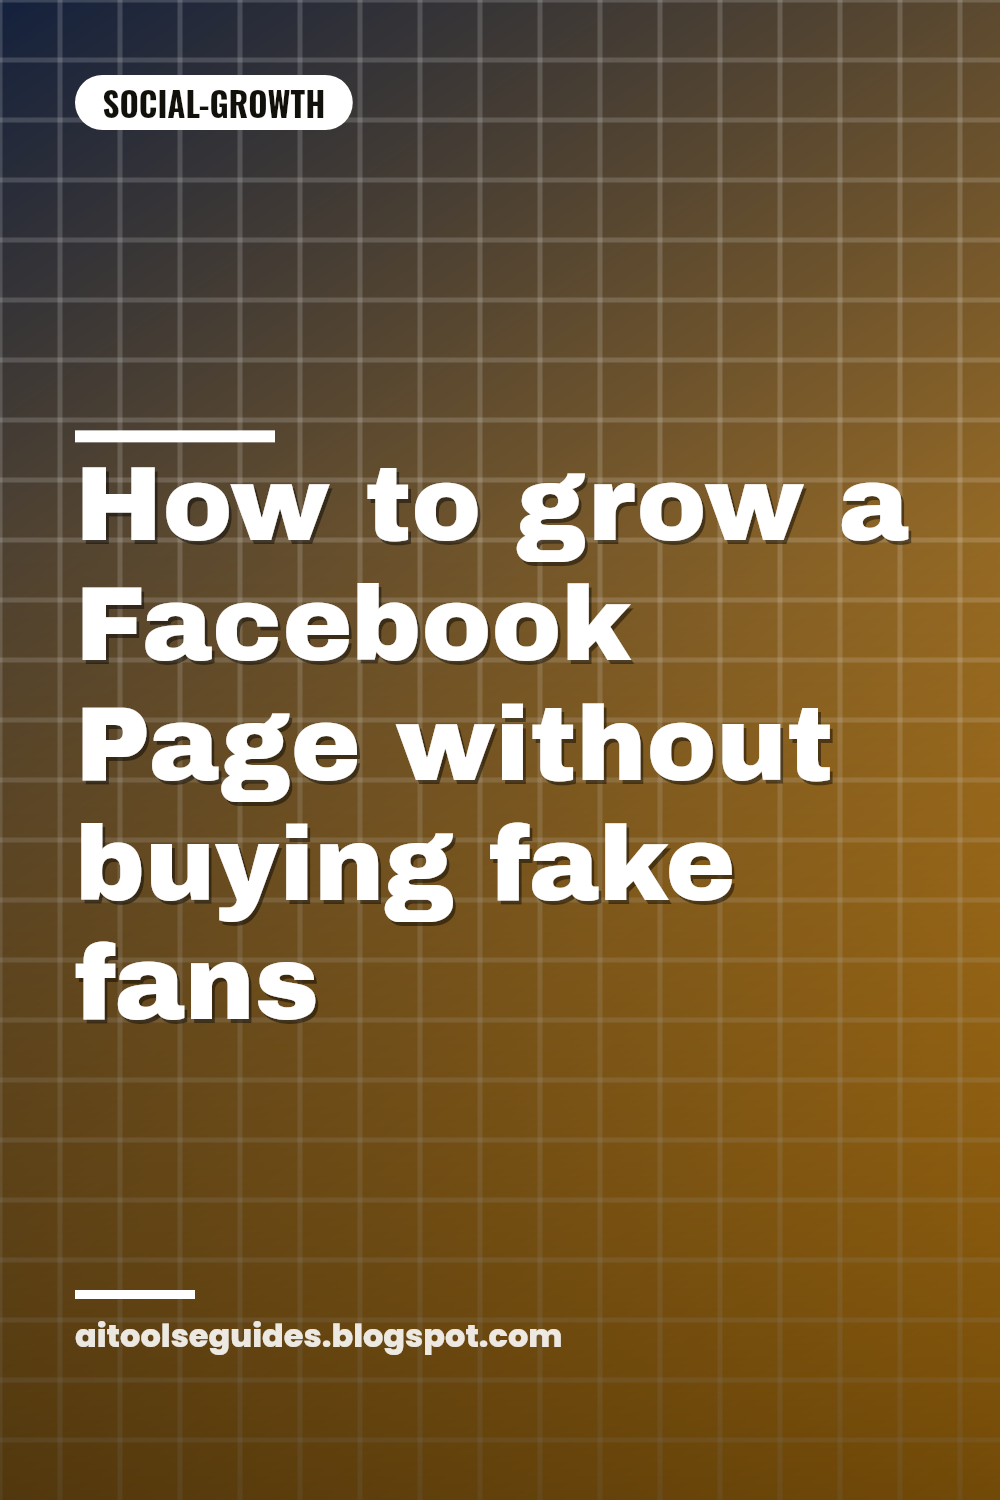 SOCIAL-GROWTH
How to grow a
Facebook
Page without
buying fake
fans
aitoolseguides.blogspot.com